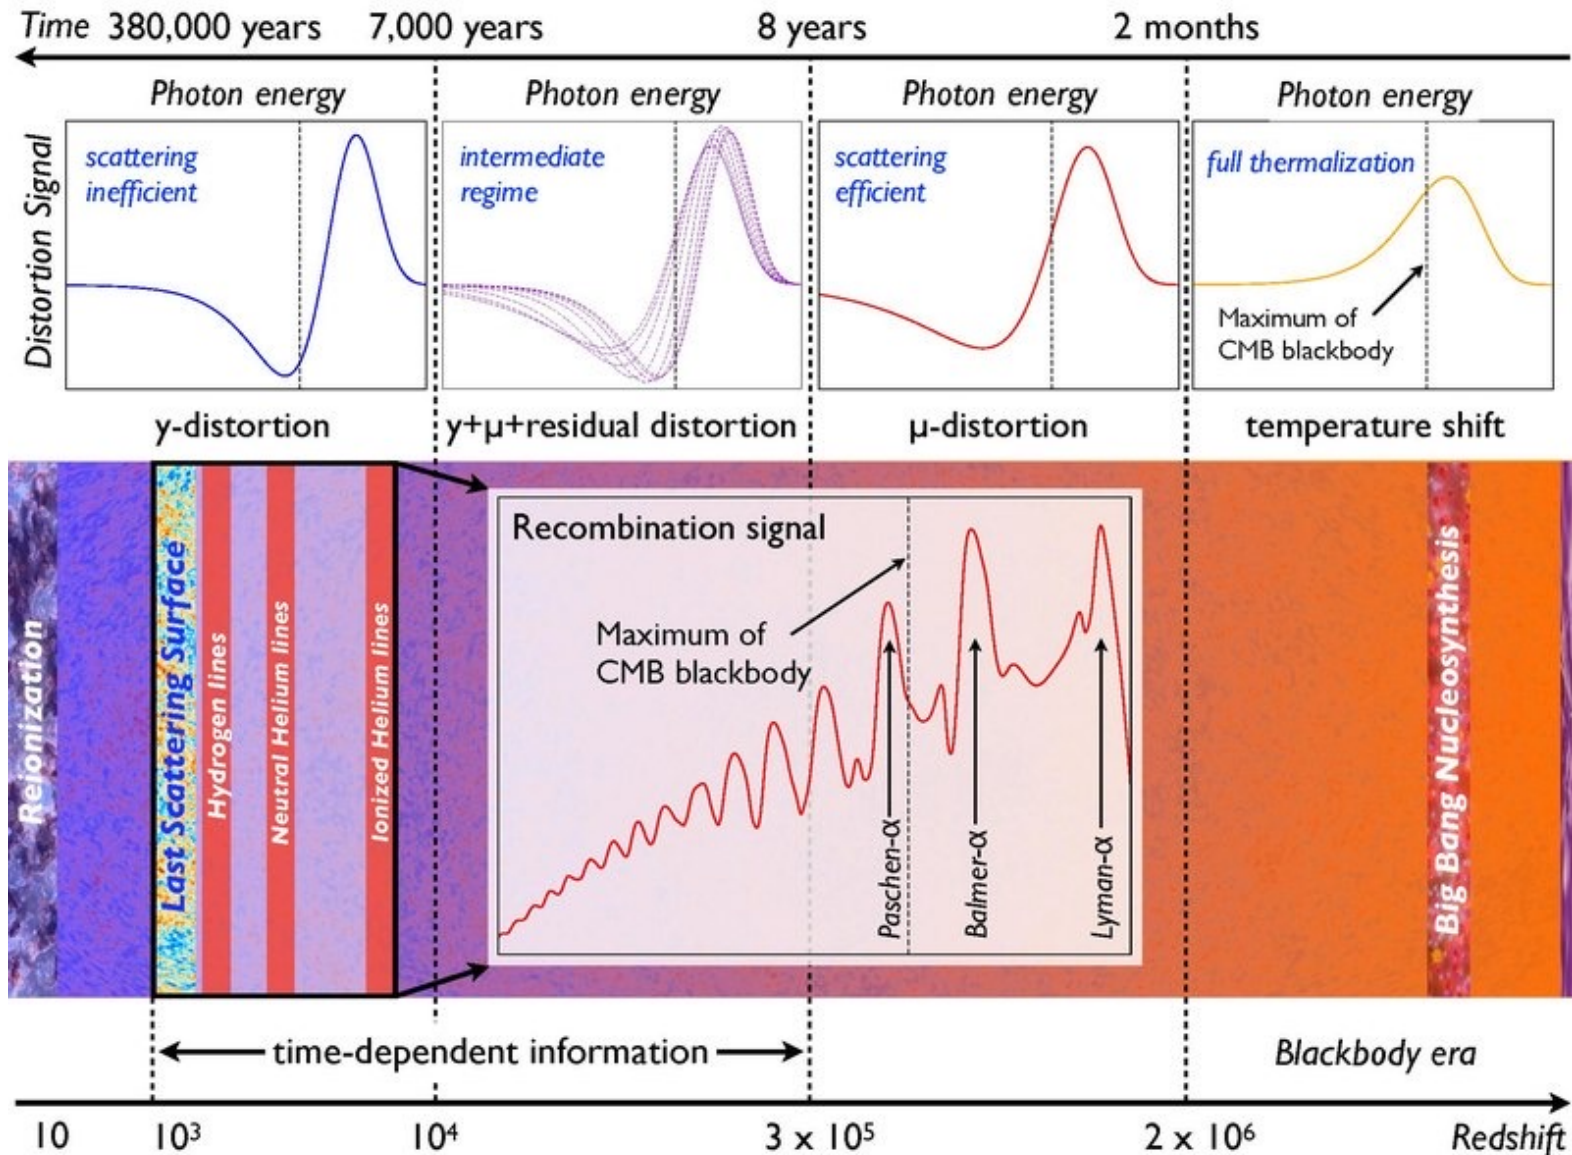 Time 380,000 years 7,000 years 8 years 2 months
Photon energy Photon energy Photon energy Photon energy
Distortion Signal
scattering
inefficient
intermediate
regime
scattering
efficient
full thermalization
Maximum of
CMB blackbody
y-distortion y+μ+residual distortion μ-distortion temperature shift
Reionization
Last Scattering Surface
Hydrogen lines
Neutral Helium lines
Ionized Helium lines
Recombination signal
Maximum of
CMB blackbody
Paschen-α
Balmer-α
Lyman-α
Big Bang Nucleosynthesis
time-dependent information
Blackbody era
10 10³ 10⁴ 3 x 10⁵ 2 x 10⁶ Redshift